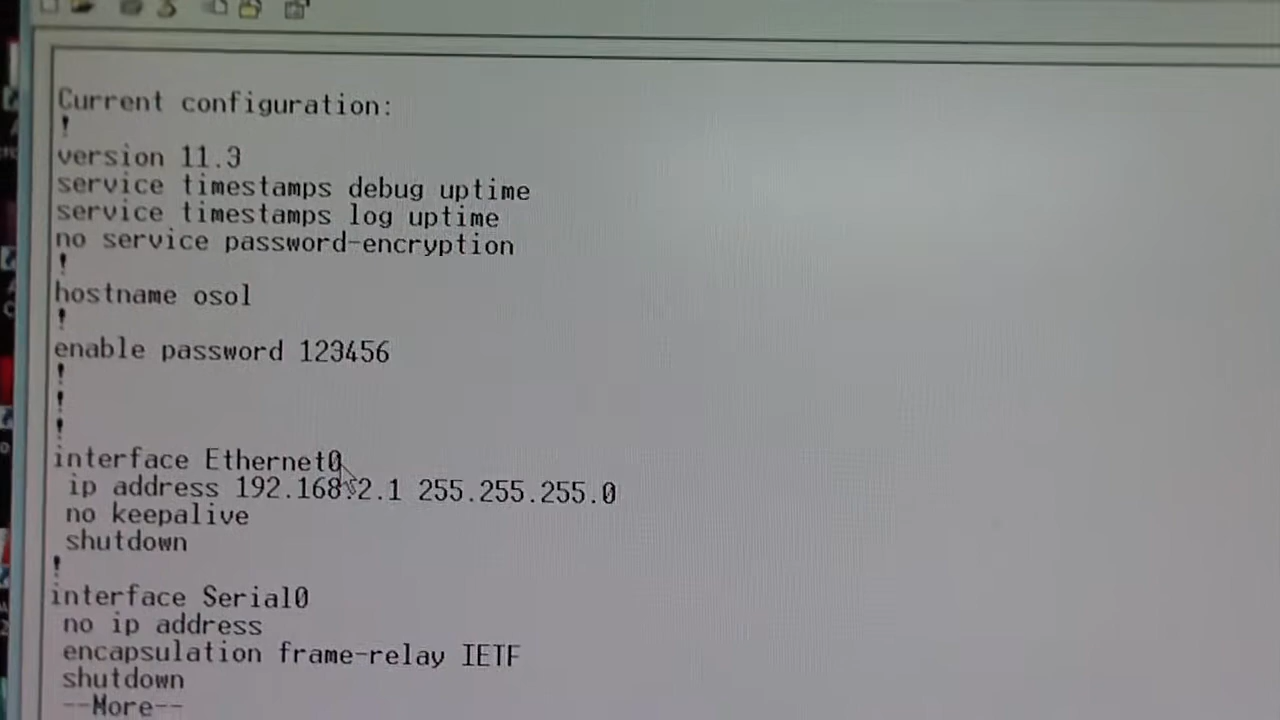 Current configuration:
!
version 11.3
service timestamps debug uptime
service timestamps log uptime
no service password-encryption
!
hostname osol
!
enable password 123456
!
!
!
interface Ethernet0
ip address 192.168.2.1 255.255.255.0
no keepalive
shutdown
!
interface Serial0
no ip address
encapsulation frame-relay IETF
shutdown
--More--